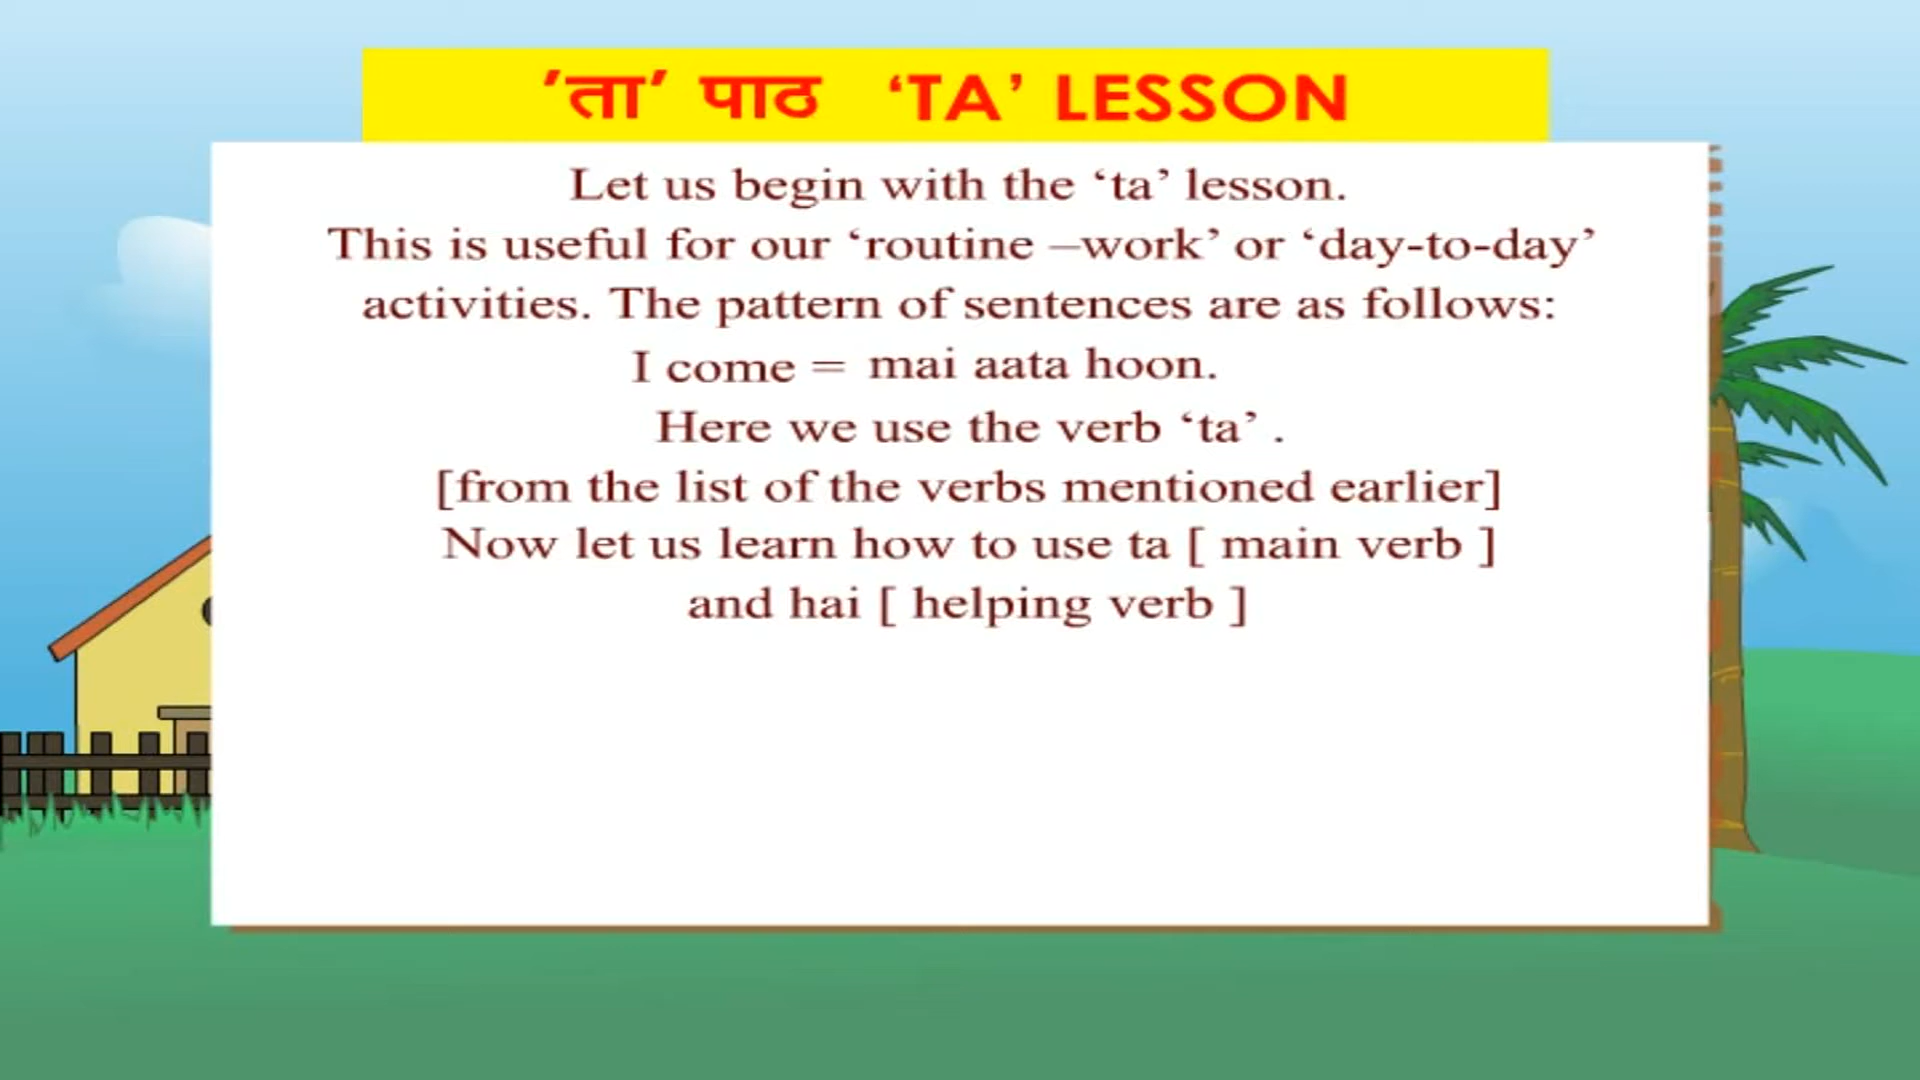 'ता' पाठ ‘TA’ LESSON
Let us begin with the ‘ta’ lesson.
This is useful for our ‘routine –work’ or ‘day-to-day’
activities. The pattern of sentences are as follows:
I come = mai aata hoon.
Here we use the verb ‘ta’ .
[from the list of the verbs mentioned earlier]
Now let us learn how to use ta [ main verb ]
and hai [ helping verb ]